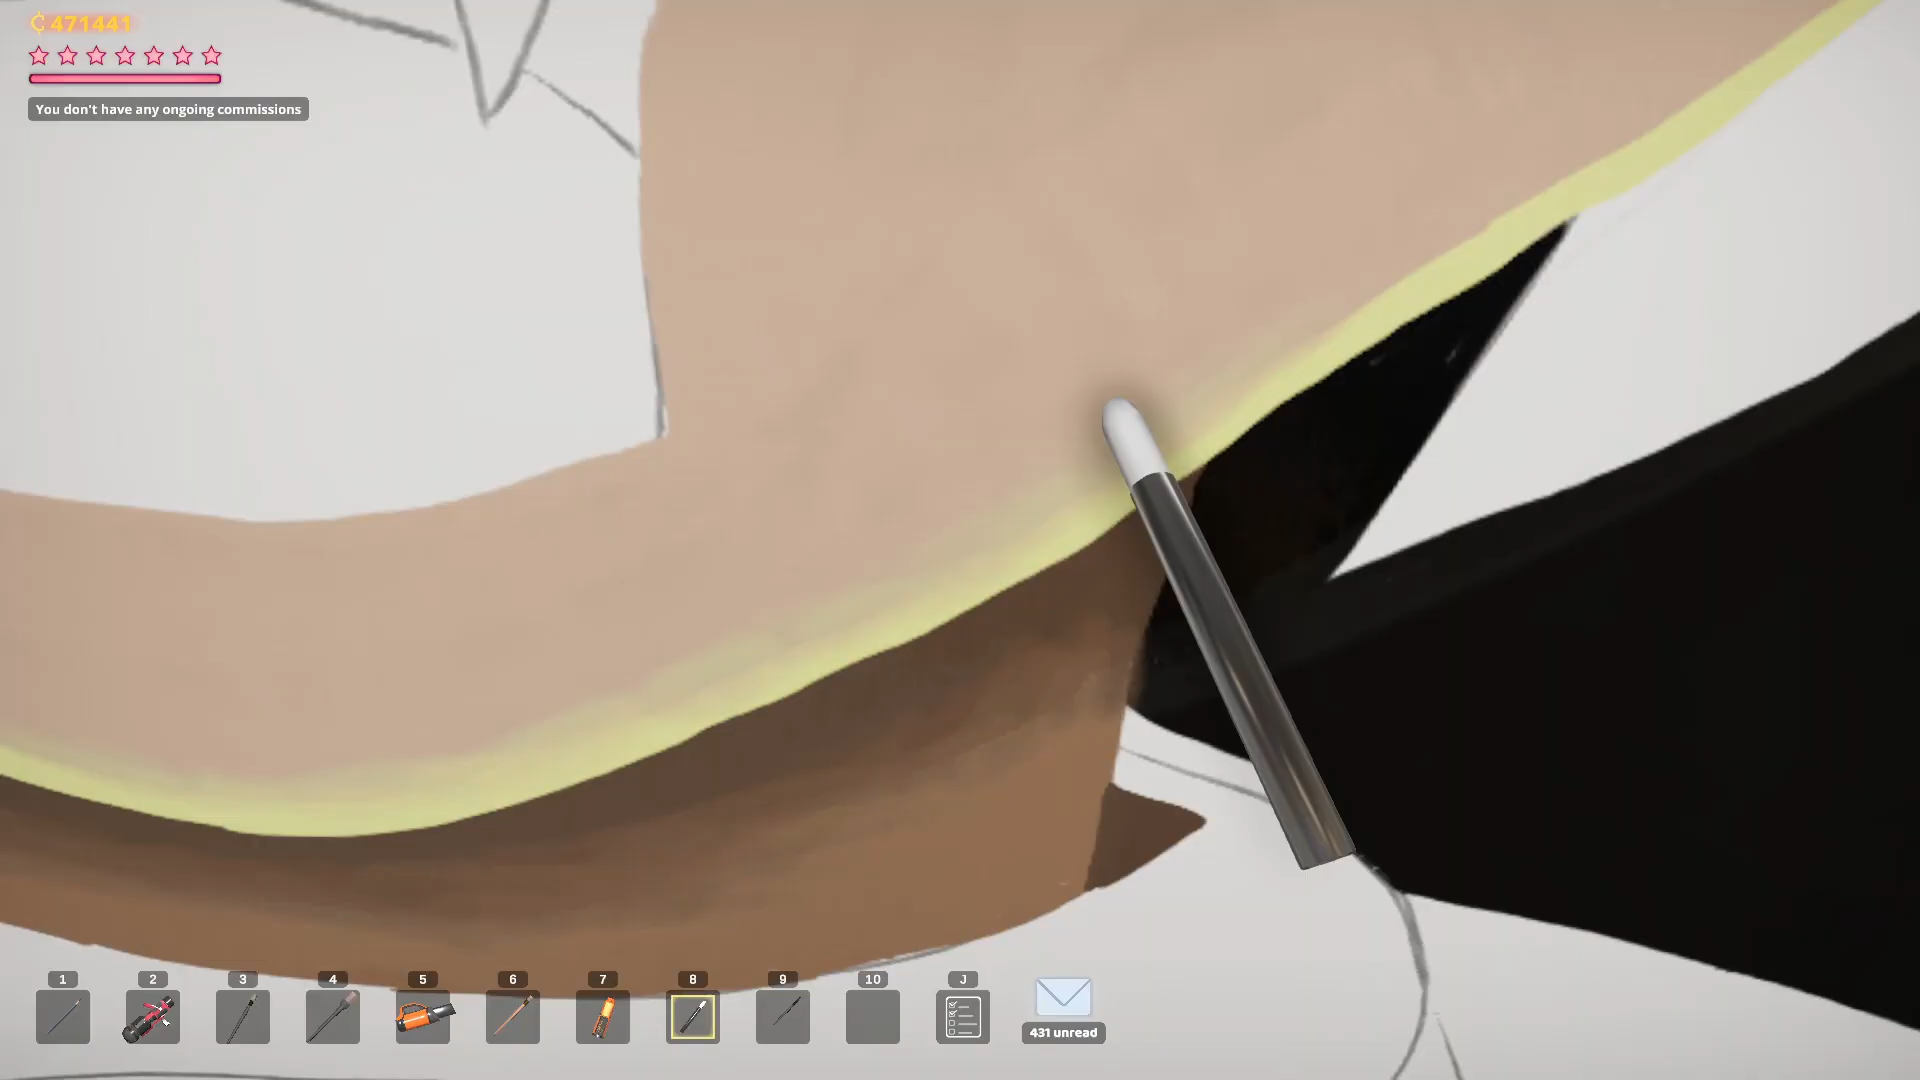 ₵471441
You don't have any ongoing commissions
1 2 3 4 5 6 7 8 9 10 J
431 unread